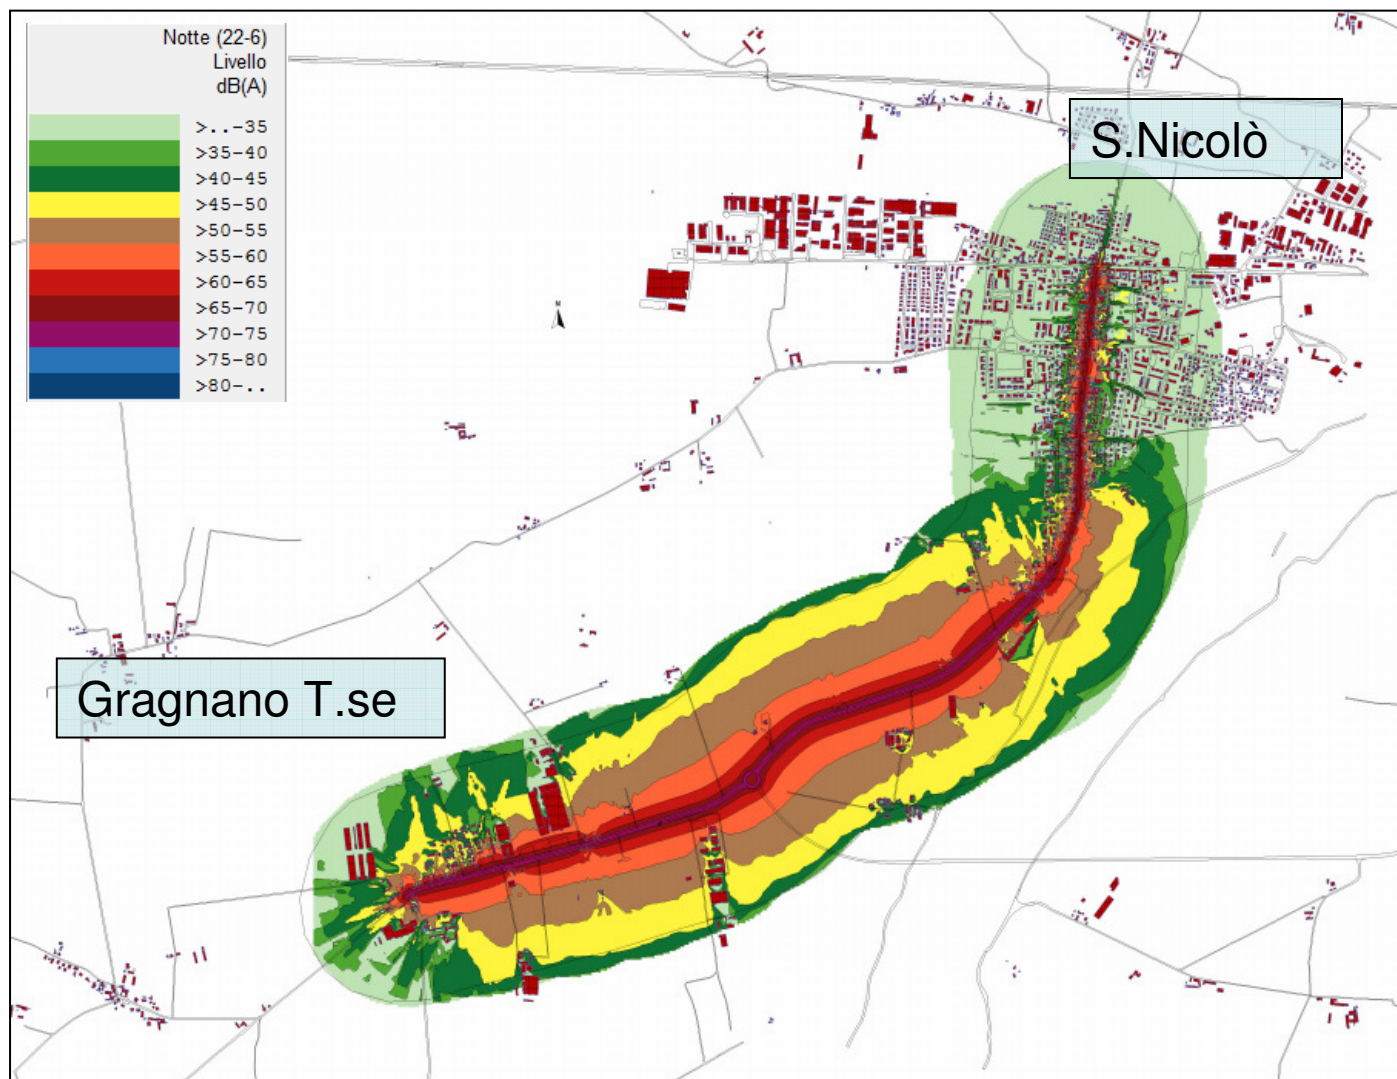 Notte (22-6)
Livello
dB(A)
>..-35
>35-40
>40-45
>45-50
>50-55
>55-60
>60-65
>65-70
>70-75
>75-80
>80-..
S.Nicolò
N
Gragnano T.se